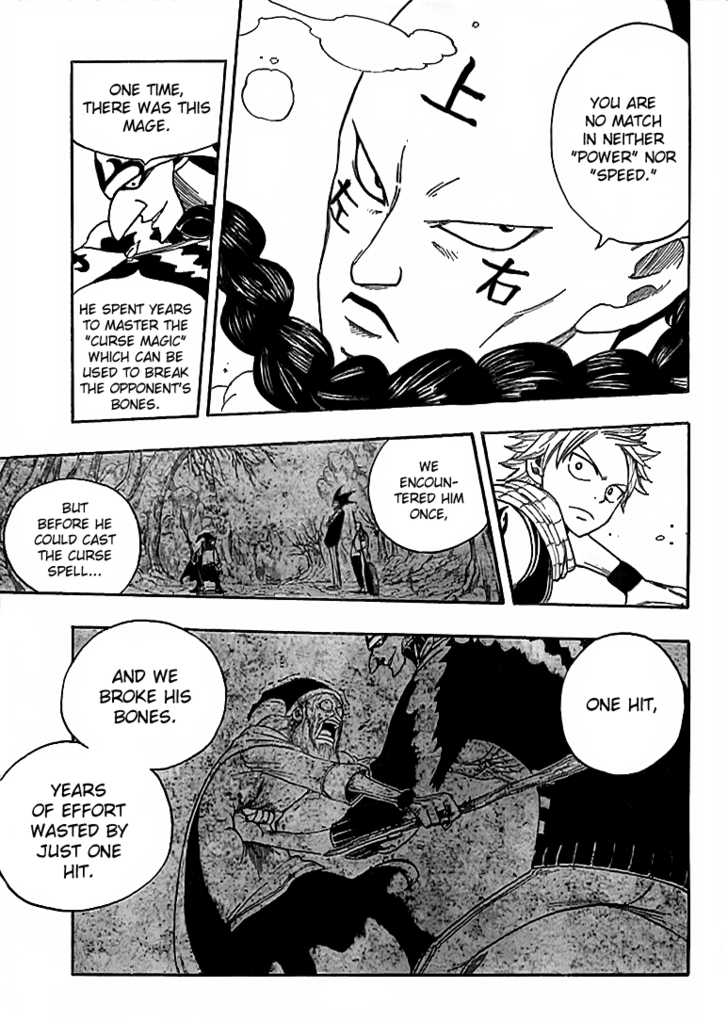 YOU ARE
NO MATCH
IN NEITHER
"POWER" NOR
"SPEED."
上
左
右
ONE TIME,
THERE WAS THIS
MAGE.
HE SPENT YEARS
TO MASTER THE
"CURSE MAGIC"
WHICH CAN BE
USED TO BREAK
THE OPPONENT'S
BONES.
WE
ENCOUN-
TERED HIM
ONCE,
BUT
BEFORE HE
COULD CAST
THE CURSE
SPELL...
ONE HIT,
AND WE
BROKE HIS
BONES.
YEARS
OF EFFORT
WASTED BY
JUST ONE
HIT.